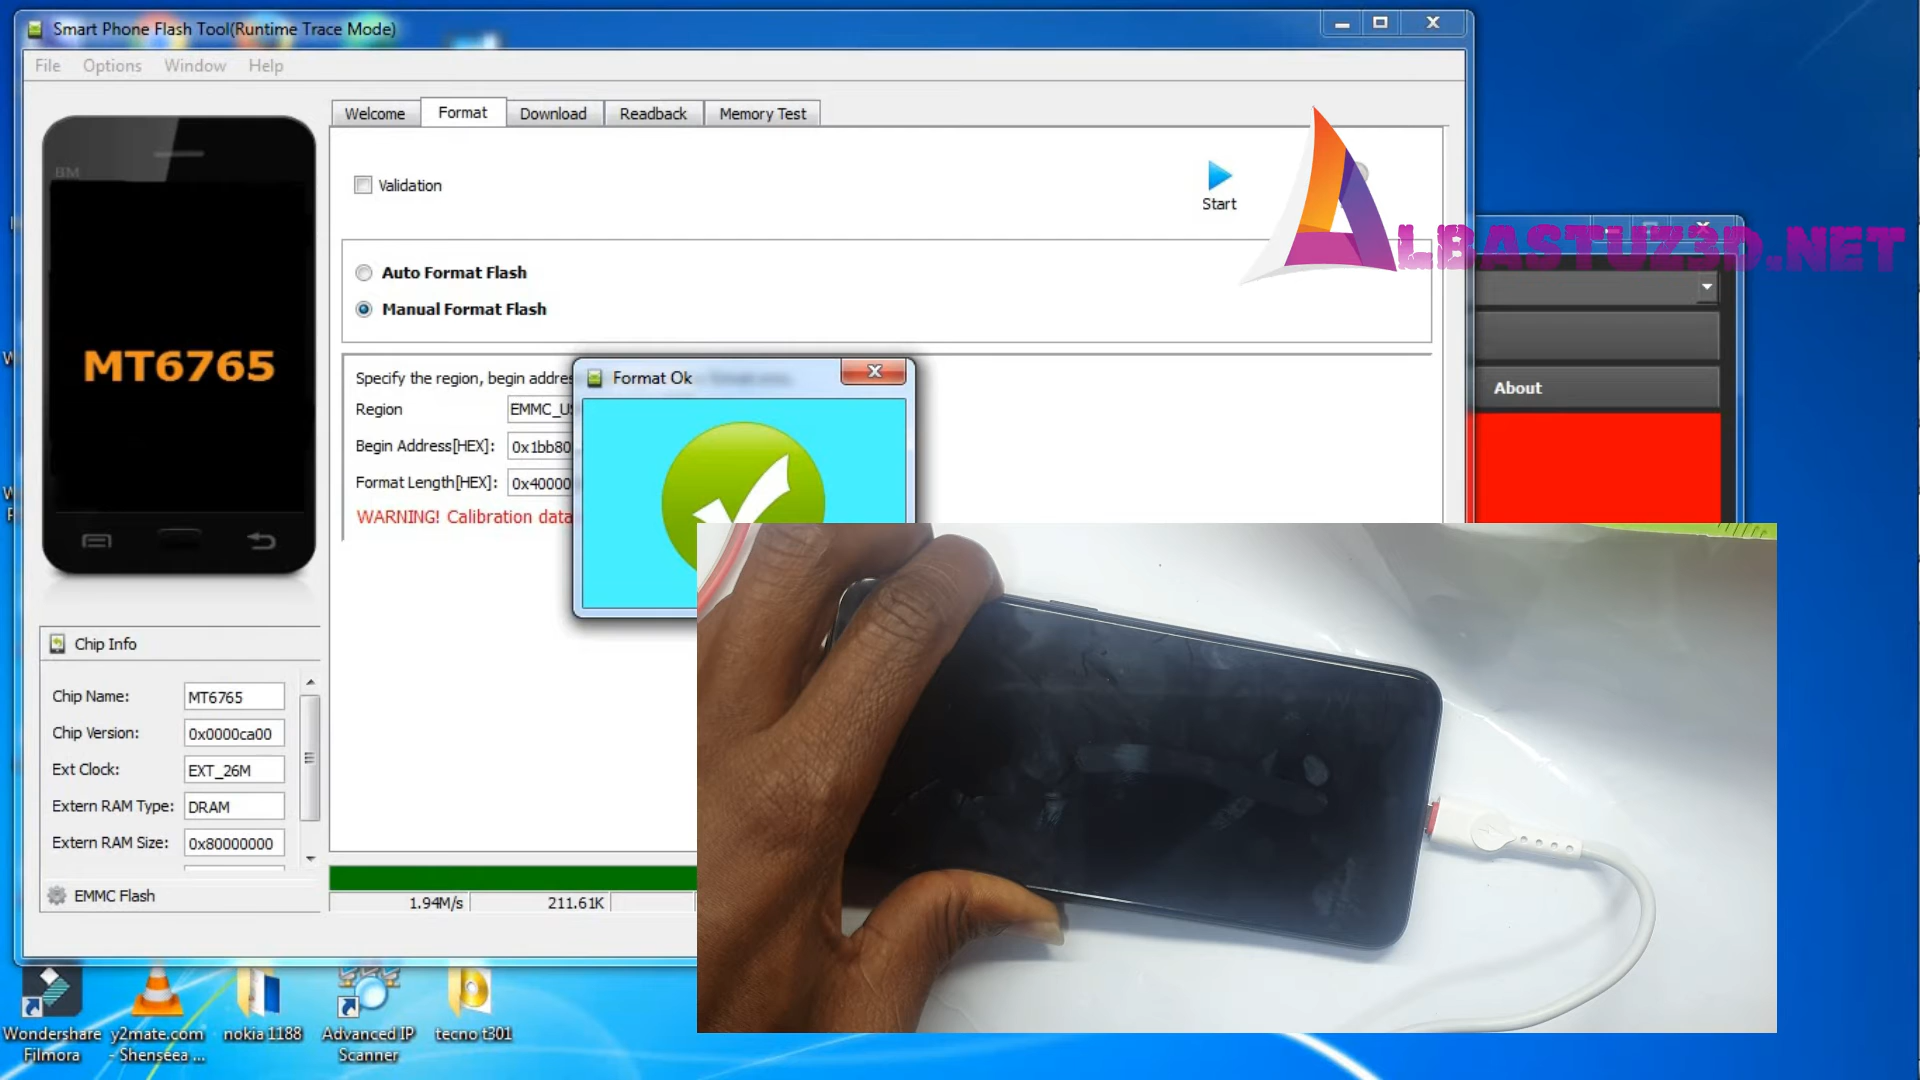 Smart Phone Flash Tool(Runtime Trace Mode)
File Options Window Help
Welcome Format Download Readback Memory Test
BM
Validation
Start
ALBASTUZ3D.NET
Auto Format Flash
Manual Format Flash
MT6765
Format Ok
About
Specify the region, begin addres
Region EMMC_US
Begin Address[HEX]: 0x1bb80
Format Length[HEX]: 0x40000
WARNING! Calibration data
Chip Info
Chip Name: MT6765
Chip Version: 0x0000ca00
Ext Clock: EXT_26M
Extern RAM Type: DRAM
Extern RAM Size: 0x80000000
EMMC Flash
1.94M/s 211.61K
Wondershare Filmora
y2mate.com - Shenseea ...
nokia 1188
Advanced IP Scanner
tecno t301